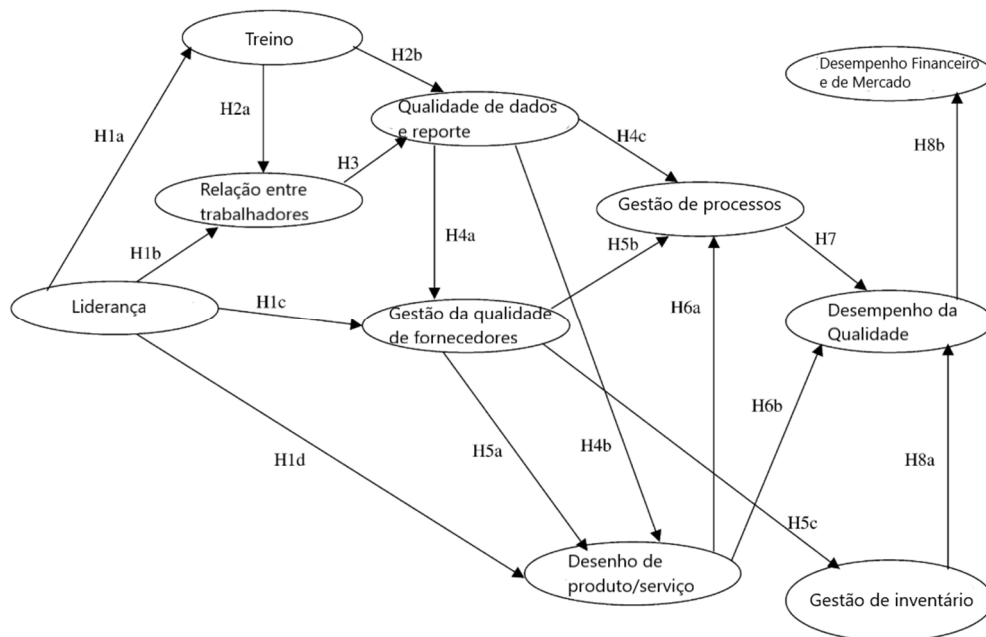 Treino
H2b
Desempenho Financeiro
e de Mercado
Qualidade de dados
e reporte
H2a
H1a
H4c
H8b
H3
Relação entre
trabalhadores
Gestão de processos
H4a
H5b
H7
H1b
H1c
Liderança
Gestão da qualidade
de fornecedores
H6a
Desempenho da
Qualidade
H6b
H5a
H4b
H1d
H8a
H5c
Desenho de
produto/serviço
Gestão de inventário